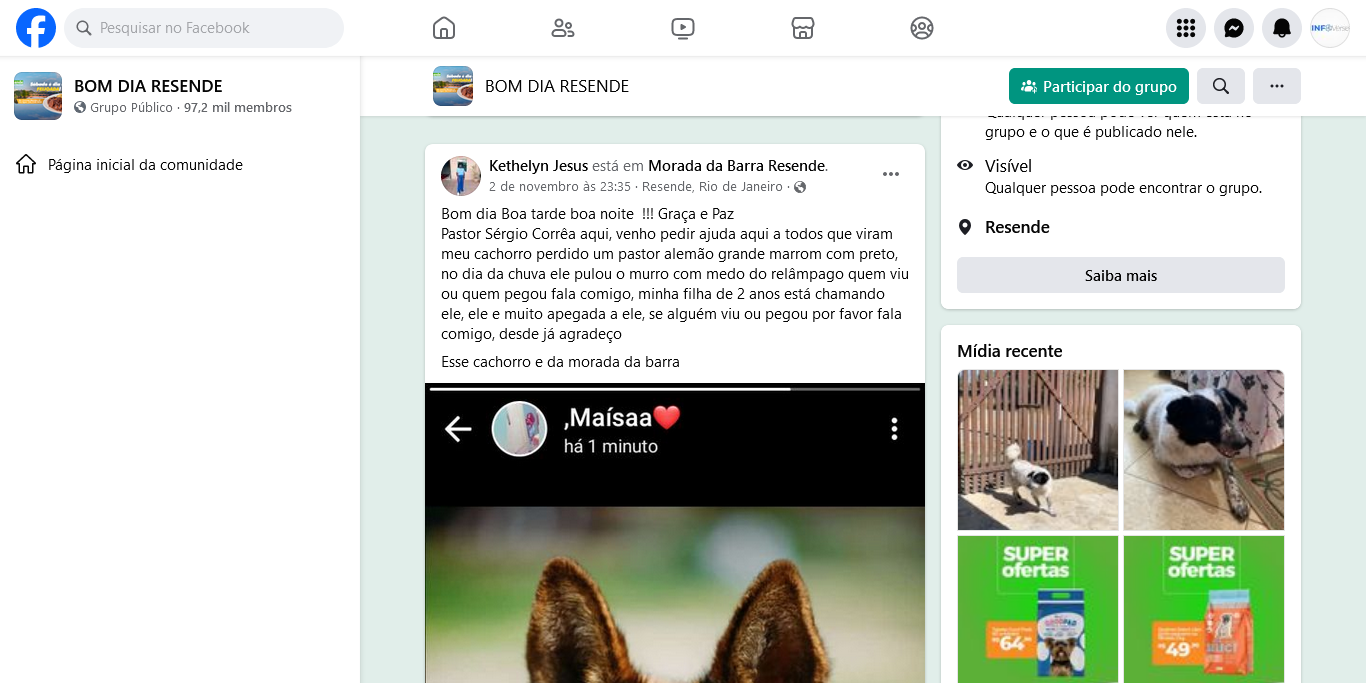 Pesquisar no Facebook
INF Verse
BOM DIA RESENDE
Grupo Público · 97,2 mil membros
Página inicial da comunidade
BOM DIA RESENDE
Participar do grupo
Kethelyn Jesus está em Morada da Barra Resende.
2 de novembro às 23:35 · Resende, Rio de Janeiro ·
Bom dia Boa tarde boa noite !!! Graça e Paz
Pastor Sérgio Corrêa aqui, venho pedir ajuda aqui a todos que viram
meu cachorro perdido um pastor alemão grande marrom com preto,
no dia da chuva ele pulou o murro com medo do relâmpago quem viu
ou quem pegou fala comigo, minha filha de 2 anos está chamando
ele, ele e muito apegada a ele, se alguém viu ou pegou por favor fala
comigo, desde já agradeço
Esse cachorro e da morada da barra
,Maísaa❤️
há 1 minuto
grupo e o que é publicado nele.
Visível
Qualquer pessoa pode encontrar o grupo.
Resende
Saiba mais
Mídia recente
SUPER
ofertas
R$64
SUPER
ofertas
R$49